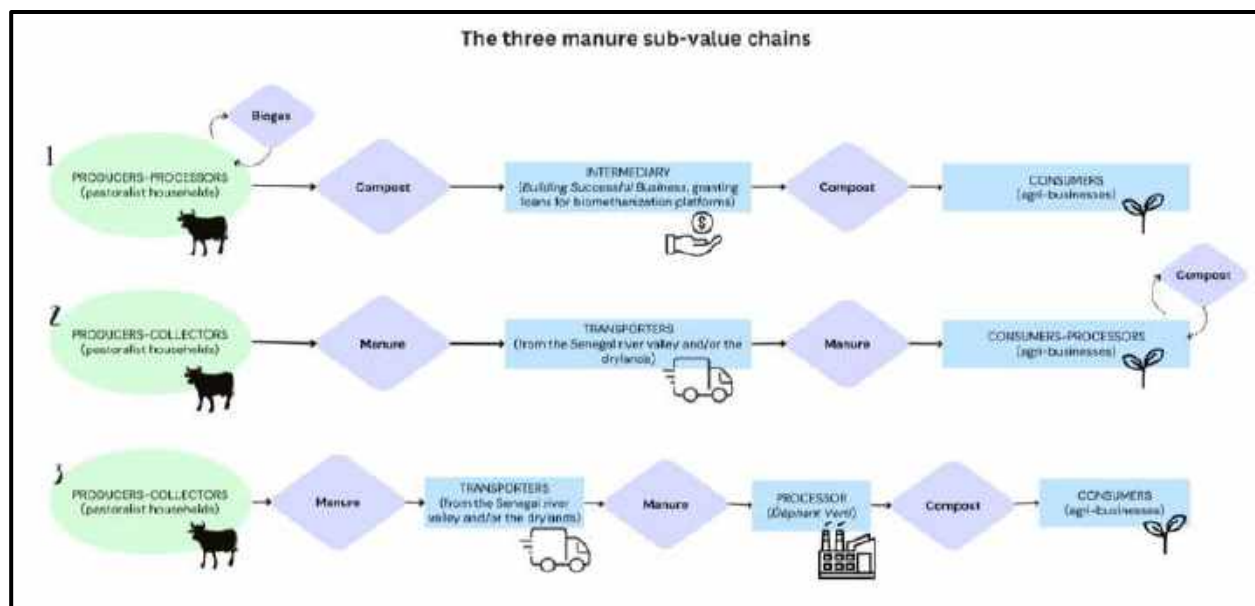 The three manure sub-value chains
Biogas
1
PRODUCERS-PROCESSORS
(pastoralist households)
Compost
INTERMEDIARY
(Building Successful Business, granting
loans for biomethanization platforms)
$
Compost
CONSUMERS
(agri-businesses)
2
PRODUCERS-COLLECTORS
(pastoralist households)
Manure
TRANSPORTERS
(from the Senegal river valley and/or the
drylands)
Manure
Compost
CONSUMERS-PROCESSORS
(agri-businesses)
3
PRODUCERS-COLLECTORS
(pastoralist households)
Manure
TRANSPORTERS
(from the Senegal river
valley and/or the drylands)
Manure
PROCESSOR
(Éléphant Vert)
Compost
CONSUMERS
(agri-businesses)